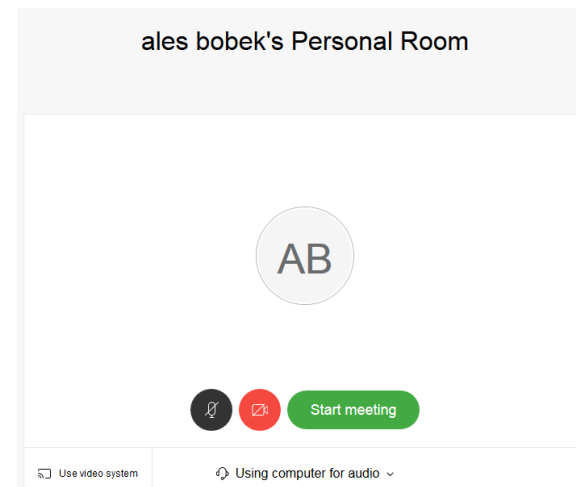 ales bobek's Personal Room
AB
Start meeting
Use video system
Using computer for audio